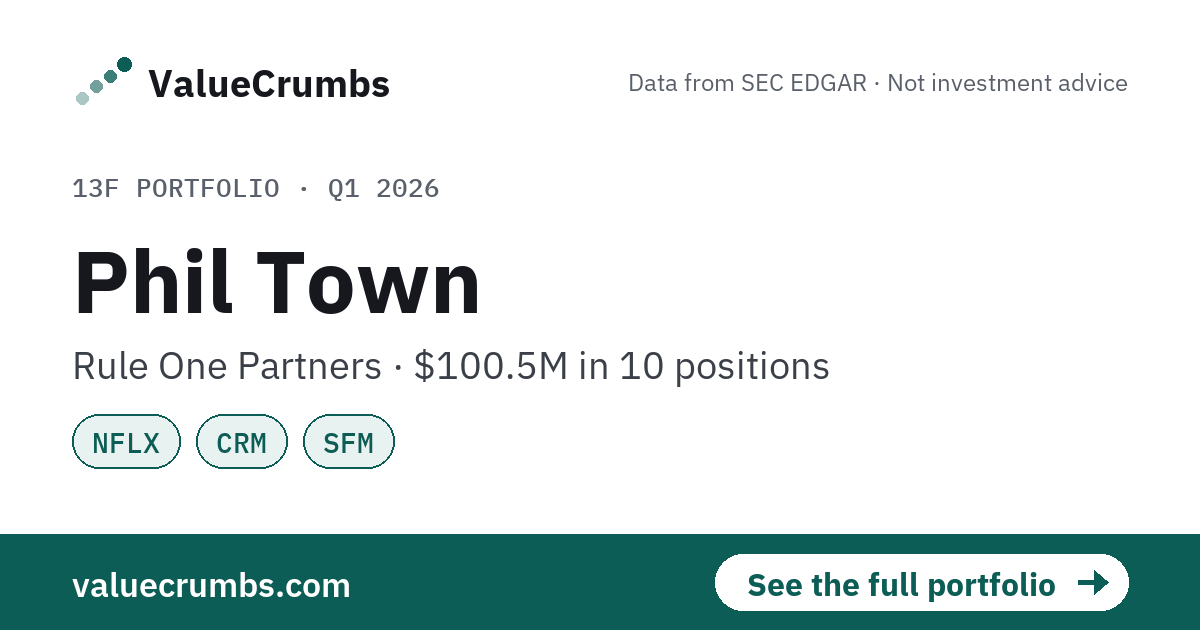 ValueCrumbs
Data from SEC EDGAR · Not investment advice
13F PORTFOLIO · Q1 2026
Phil Town
Rule One Partners · $100.5M in 10 positions
NFLX CRM SFM
valuecrumbs.com
See the full portfolio →